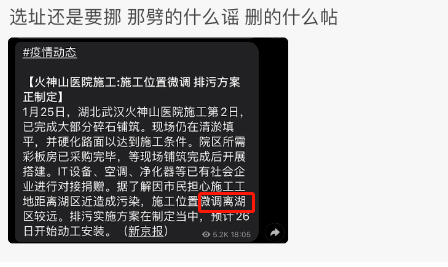 选址还是要挪 那劈的什么谣 删的什么帖
#疫情动态
【火神山医院施工:施工位置微调 排污方案
正制定】
1月25日，湖北武汉火神山医院施工第2日，
已完成大部分碎石铺筑。现场仍在清淤填
平，并硬化路面以达到施工条件。院区所需
彩板房已采购完毕，等现场铺筑完成后开展
搭建。IT设备、空调、净化器等已有社会企
业进行对接捐赠。据了解因市民担心施工工
地距离湖区近造成污染，施工位置微调离湖
区较远。排污实施方案在制定当中，预计26
日开始动工安装。（新京报）
5.2K 18:05